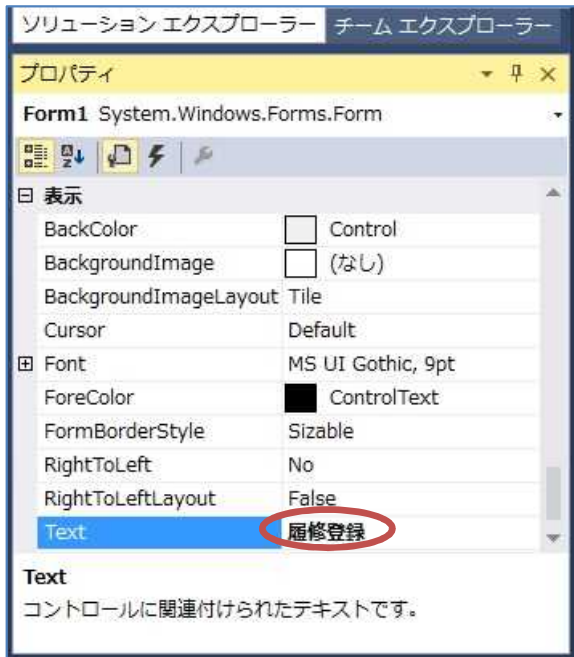 ソリューション エクスプローラー チーム エクスプローラー
プロパティ
Form1 System.Windows.Forms.Form
表示
BackColor Control
BackgroundImage (なし)
BackgroundImageLayout Tile
Cursor Default
Font MS UI Gothic, 9pt
ForeColor ControlText
FormBorderStyle Sizable
RightToLeft No
RightToLeftLayout False
Text 履修登録
Text
コントロールに関連付けられたテキストです。